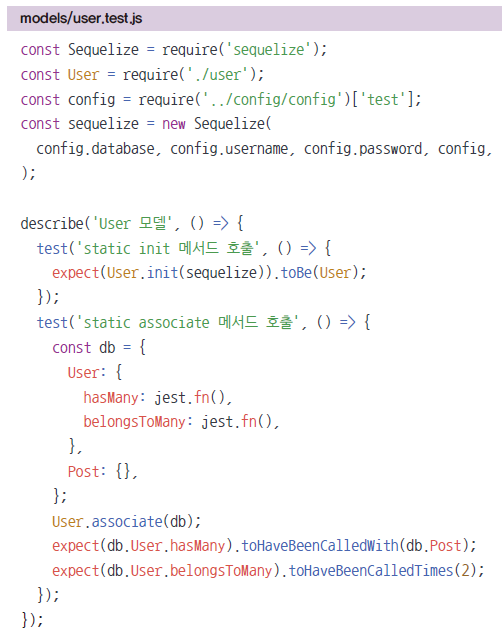 models/user.test.js
const Sequelize = require('sequelize');
const User = require('./user');
const config = require('../config/config')['test'];
const sequelize = new Sequelize(
  config.database, config.username, config.password, config,
);

describe('User 모델', () => {
  test('static init 메서드 호출', () => {
    expect(User.init(sequelize)).toBe(User);
  });
  test('static associate 메서드 호출', () => {
    const db = {
      User: {
        hasMany: jest.fn(),
        belongsToMany: jest.fn(),
      },
      Post: {},
    };
    User.associate(db);
    expect(db.User.hasMany).toHaveBeenCalledWith(db.Post);
    expect(db.User.belongsToMany).toHaveBeenCalledTimes(2);
  });
});